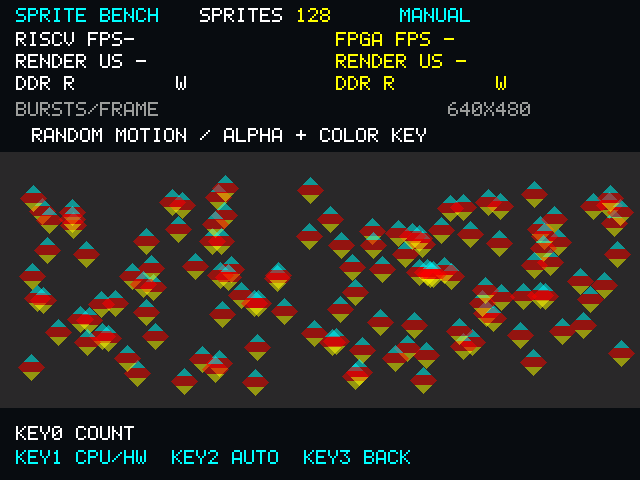 SPRITE BENCH SPRITES 128 MANUAL
RISCV FPS- FPGA FPS -
RENDER US - RENDER US -
DDR R W DDR R W
BURSTS/FRAME 640X480
RANDOM MOTION / ALPHA + COLOR KEY
KEY0 COUNT
KEY1 CPU/HW KEY2 AUTO KEY3 BACK